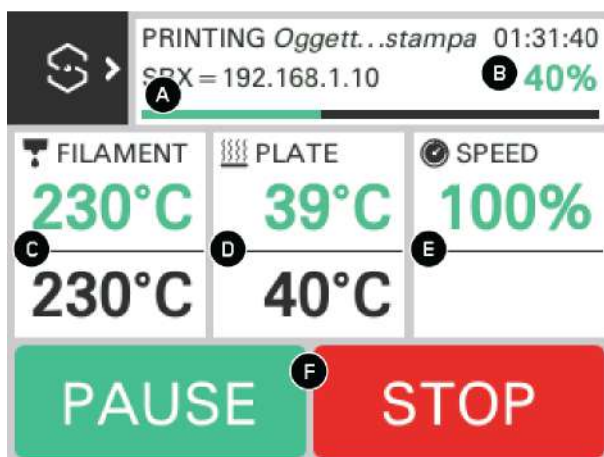 PRINTING Oggett...stampa 01:31:40
SRX = 192.168.1.10 B 40%
A
FILAMENT PLATE SPEED
230°C 39°C 100%
C D E
230°C 40°C
F
PAUSE STOP